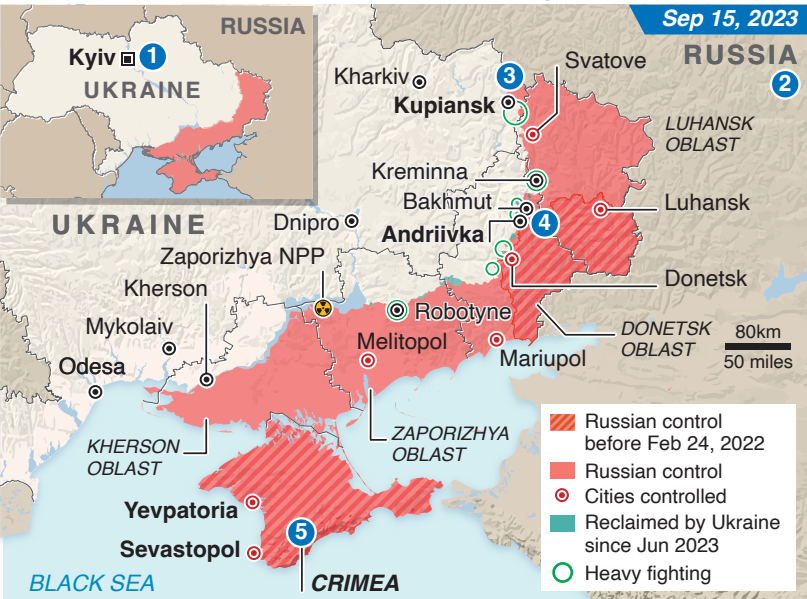 Sep 15, 2023
RUSSIA
Kyiv
1
UKRAINE
RUSSIA
2
3
Svatove
Kharkiv
Kupiansk
LUHANSK
OBLAST
Kreminna
Bakhmut
Luhansk
Andriivka
4
UKRAINE
Dnipro
Zaporizhya NPP
Donetsk
Kherson
Robotyne
DONETSK
OBLAST
80km
50 miles
Mykolaiv
Melitopol
Mariupol
Odesa
KHERSON
OBLAST
ZAPORIZHYA
OBLAST
Russian control
before Feb 24, 2022
Russian control
Cities controlled
Reclaimed by Ukraine
since Jun 2023
Heavy fighting
Yevpatoria
Sevastopol
5
BLACK SEA
CRIMEA